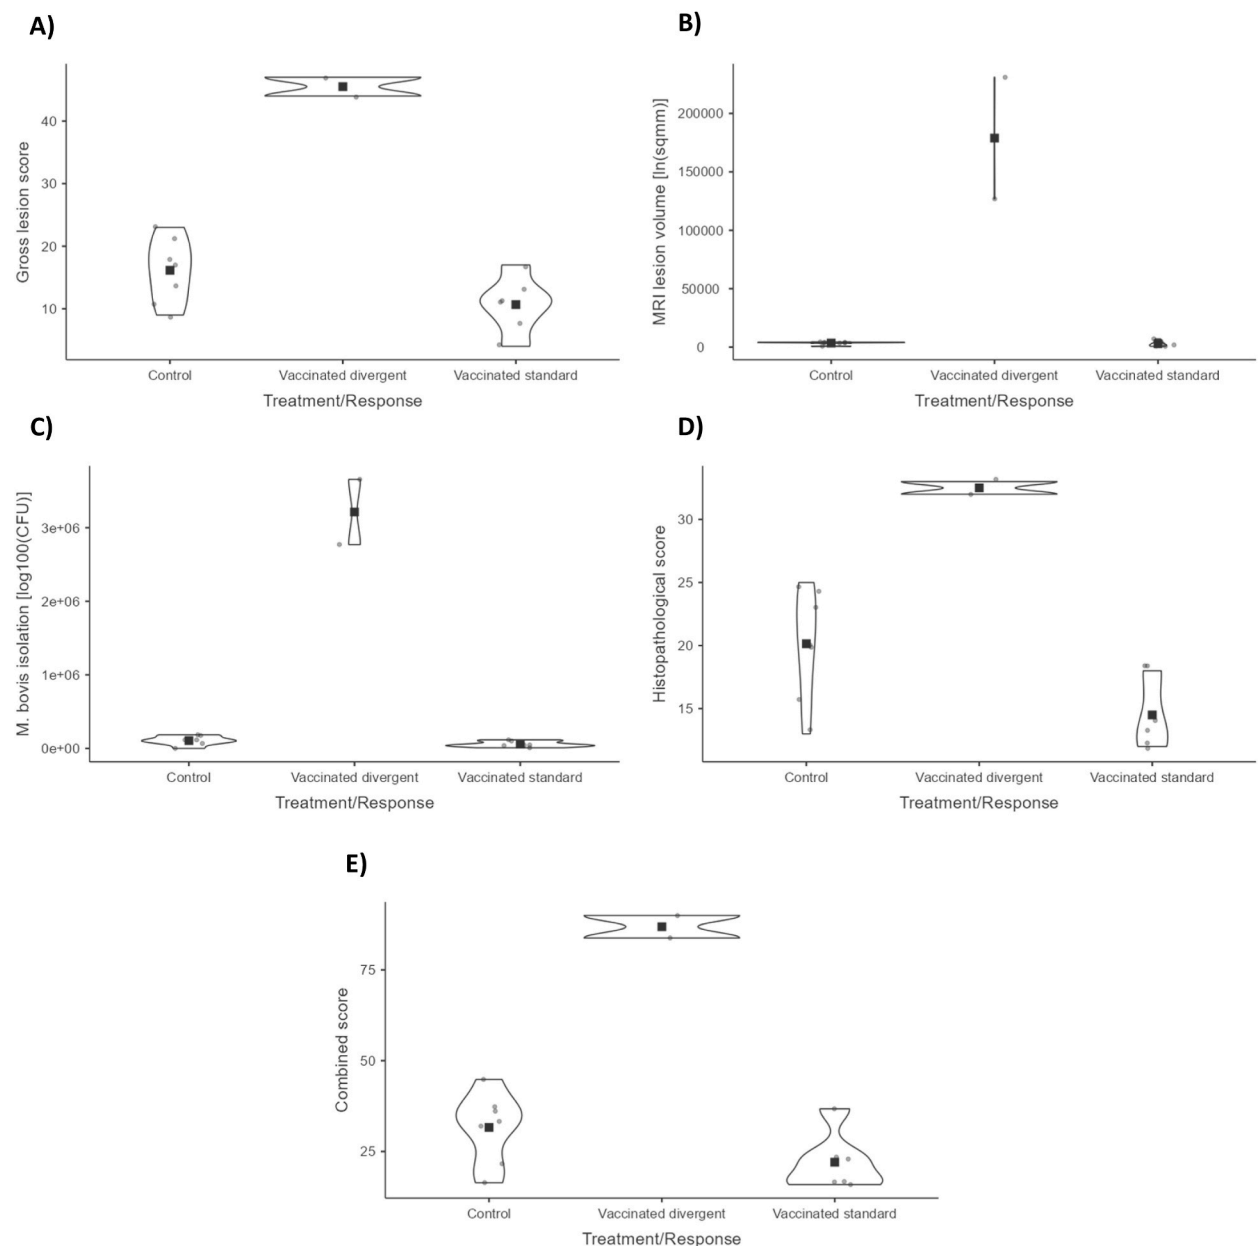 A)
Gross lesion score
40
30
20
10
Control
Vaccinated divergent
Vaccinated standard
Treatment/Response
B)
MRI lesion volume [ln(sqmm)]
200000
150000
100000
50000
0
Control
Vaccinated divergent
Vaccinated standard
Treatment/Response
C)
M. bovis isolation [log100(CFU)]
3e+06
2e+06
1e+06
0e+00
Control
Vaccinated divergent
Vaccinated standard
Treatment/Response
D)
Histopathological score
30
25
20
15
Control
Vaccinated divergent
Vaccinated standard
Treatment/Response
E)
Combined score
75
50
25
Control
Vaccinated divergent
Vaccinated standard
Treatment/Response